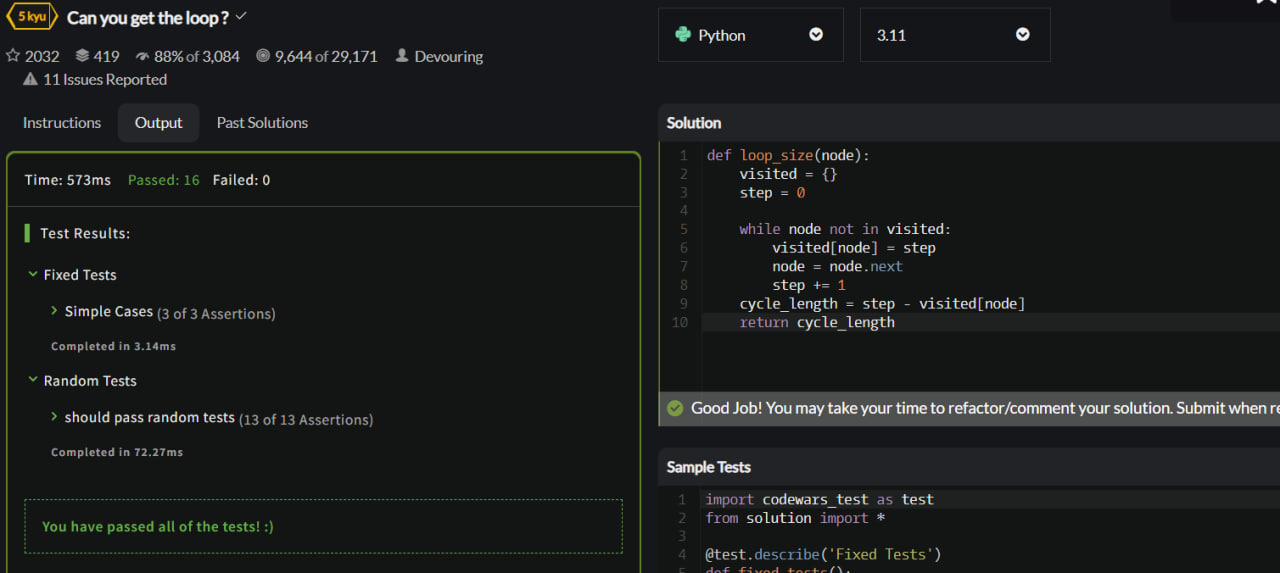 5 kyu Can you get the loop ?
2032 419 88% of 3,084 9,644 of 29,171 Devouring
11 Issues Reported
Instructions Output Past Solutions
Time: 573ms Passed: 16 Failed: 0
Test Results:
Fixed Tests
Simple Cases (3 of 3 Assertions)
Completed in 3.14ms
Random Tests
should pass random tests (13 of 13 Assertions)
Completed in 72.27ms
You have passed all of the tests! :)
Python 3.11
Solution
1 def loop_size(node):
2     visited = {}
3     step = 0
4
5     while node not in visited:
6         visited[node] = step
7         node = node.next
8         step += 1
9     cycle_length = step - visited[node]
10     return cycle_length
Good Job! You may take your time to refactor/comment your solution. Submit when
Sample Tests
1 import codewars_test as test
2 from solution import *
3
4 @test.describe('Fixed Tests')
5 def fixed_tests():